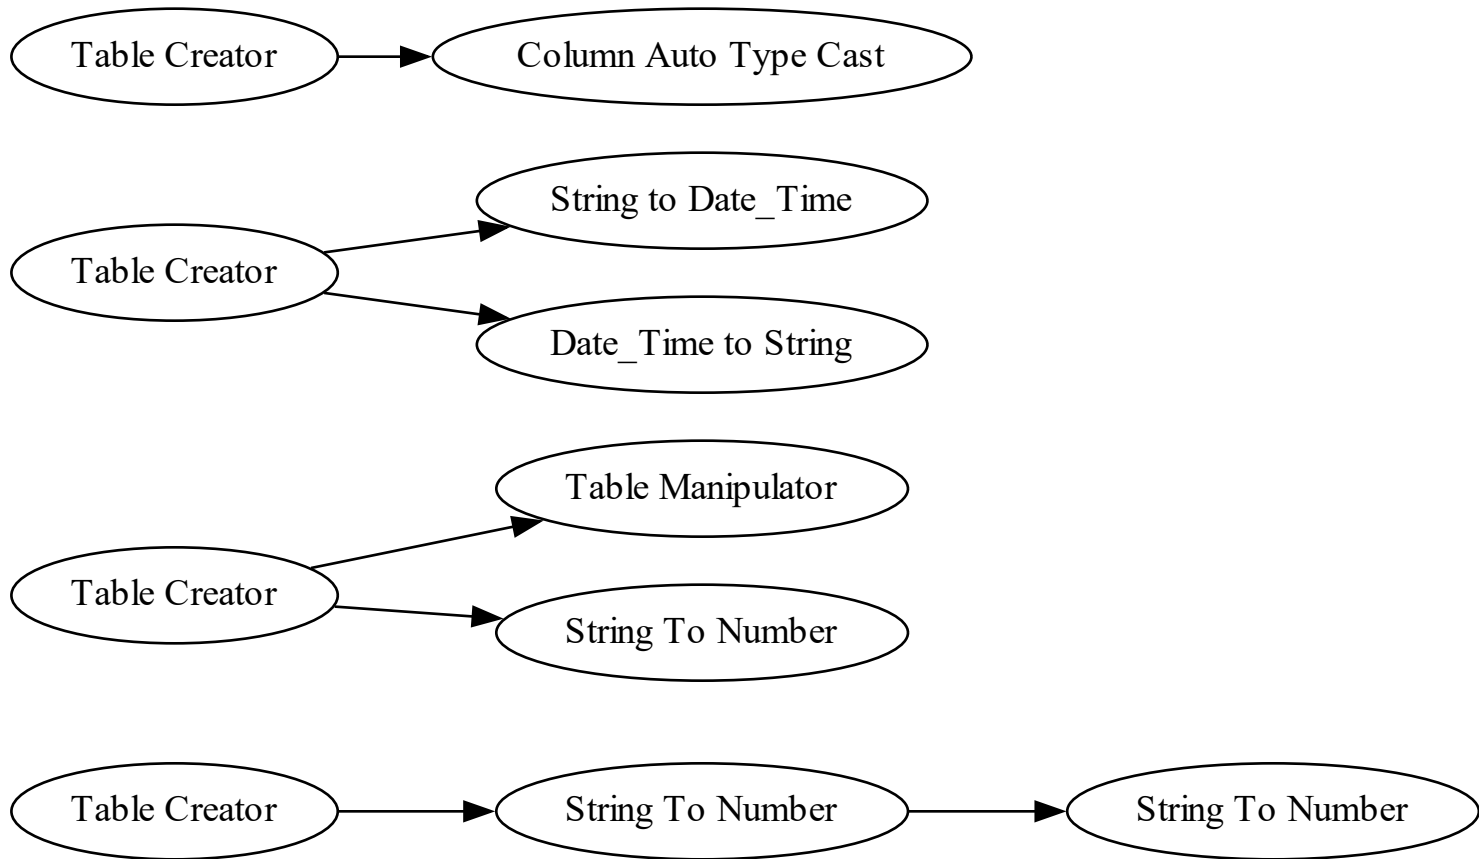 Table Creator
Column Auto Type Cast
Table Creator
String to Date_Time
Date_Time to String
Table Creator
Table Manipulator
String To Number
Table Creator
String To Number
String To Number